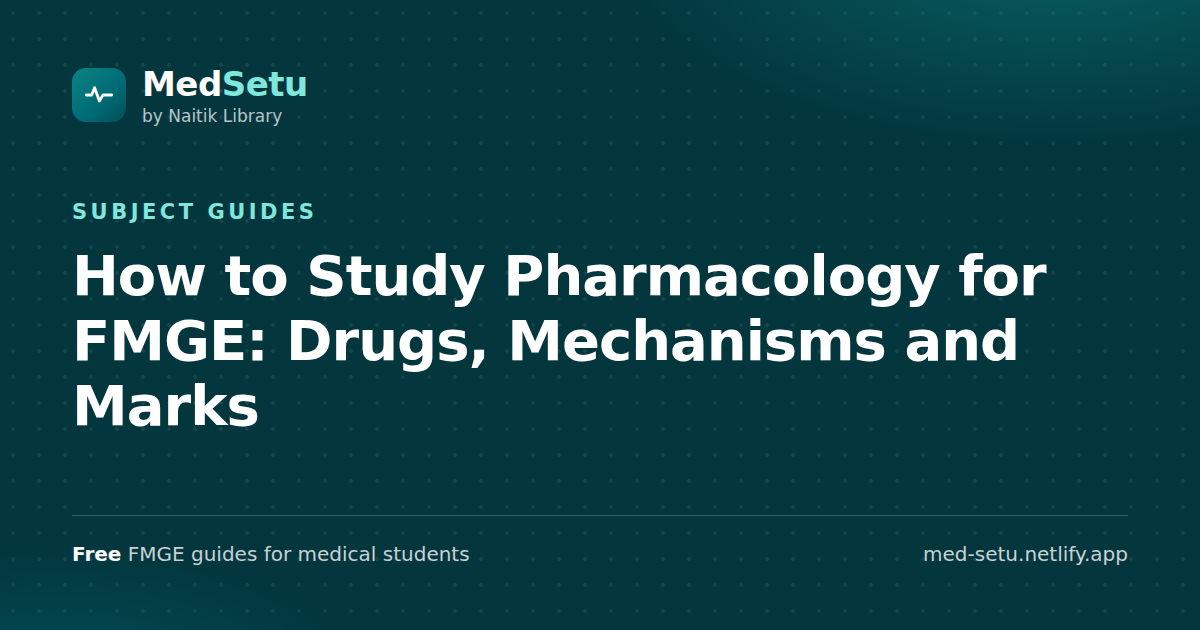 MedSetu
by Naitik Library
SUBJECT GUIDES
How to Study Pharmacology for
FMGE: Drugs, Mechanisms and
Marks
Free FMGE guides for medical students
med-setu.netlify.app